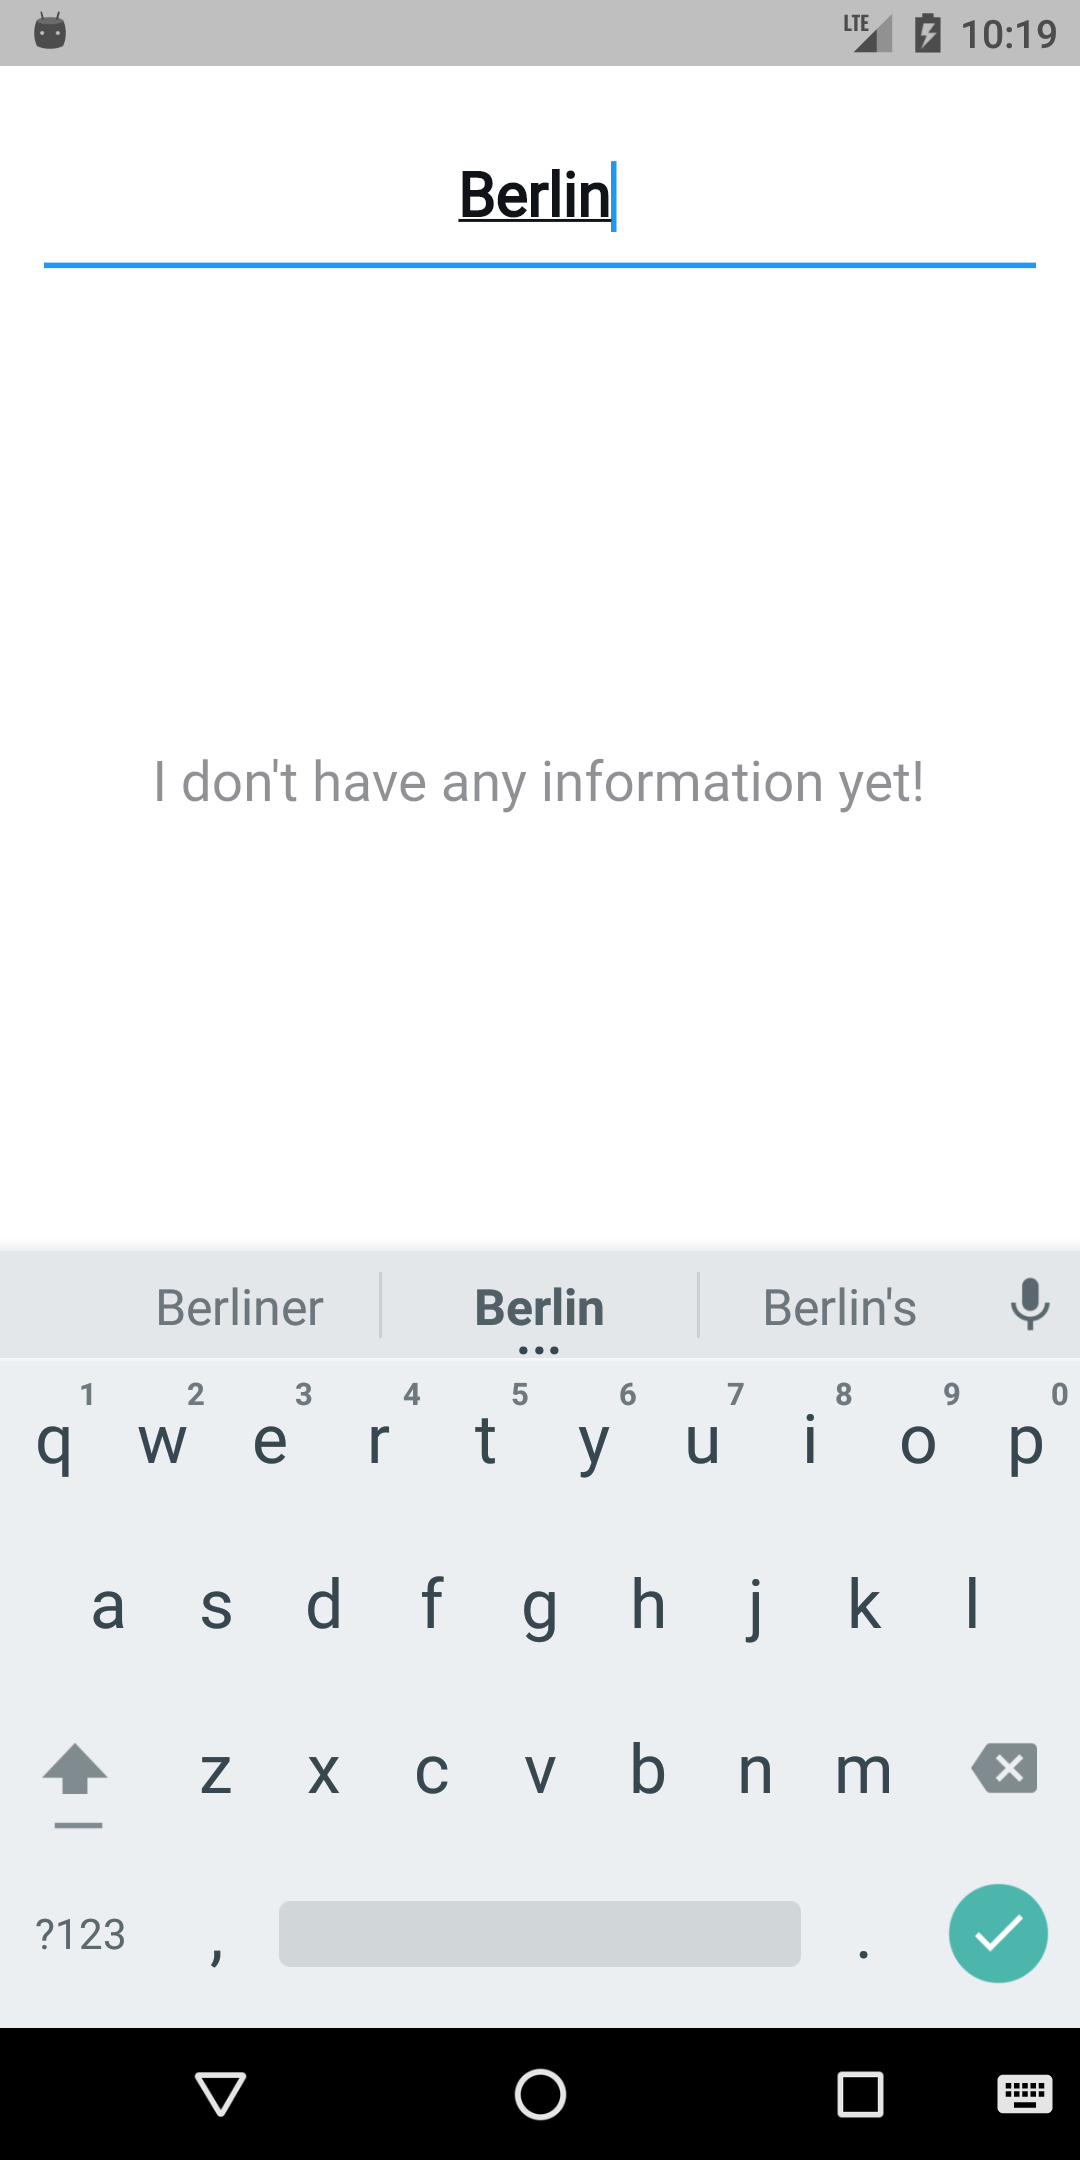 LTE 10:19
Berlin
I don't have any information yet!
Berliner Berlin Berlin's
1 2 3 4 5 6 7 8 9 0
q w e r t y u i o p
a s d f g h j k l
z x c v b n m
?123 , .